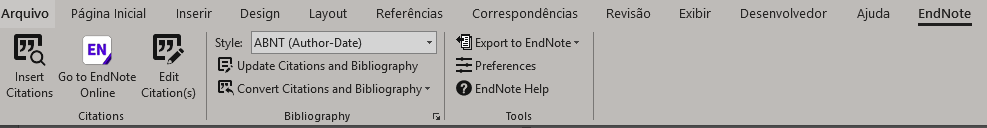 Arquivo Página Inicial Inserir Design Layout Referências Correspondências Revisão Exibir Desenvolvedor Ajuda EndNote
Insert Citations
EN
Go to EndNote Online
Edit Citation(s)
Citations
Style: ABNT (Author-Date)
Update Citations and Bibliography
Convert Citations and Bibliography
Bibliography
Export to EndNote
Preferences
EndNote Help
Tools